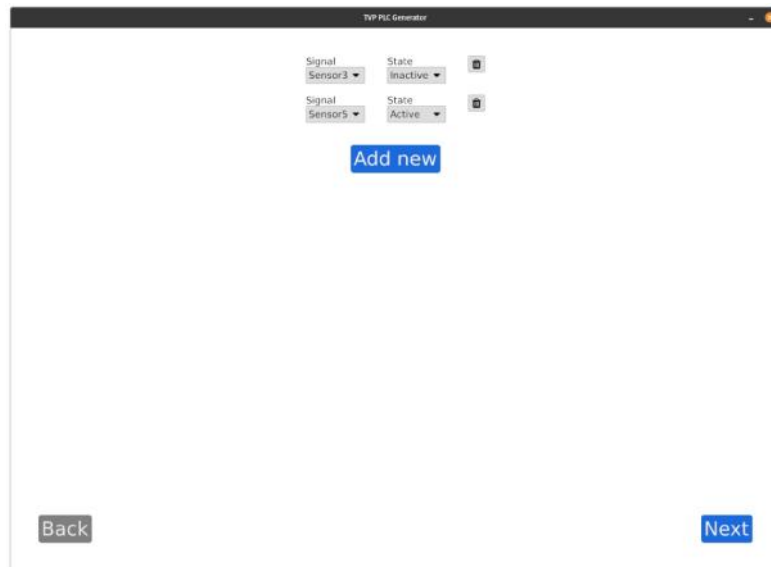 TVP PLC Generator
Signal State
Sensor3 Inactive
Signal State
Sensor5 Active
Add new
Back Next